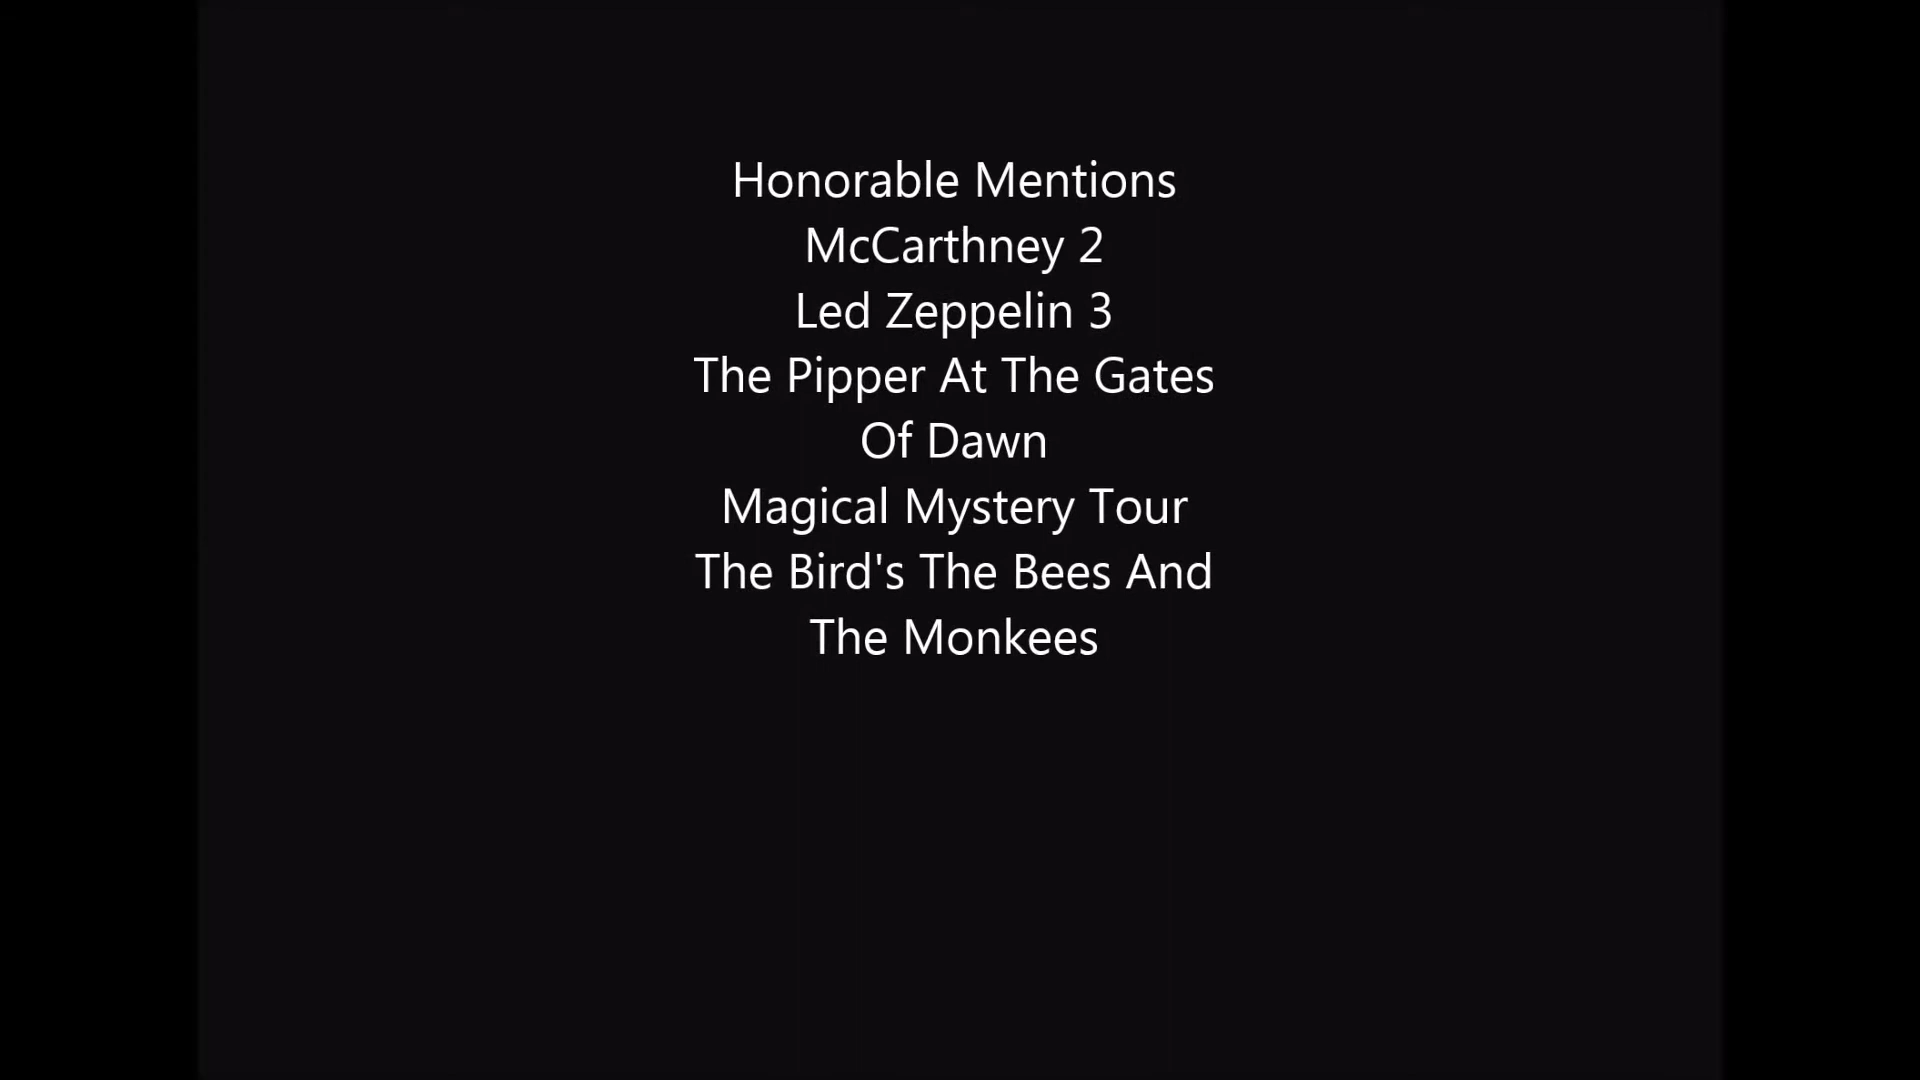 Honorable Mentions
McCarthney 2
Led Zeppelin 3
The Pipper At The Gates
Of Dawn
Magical Mystery Tour
The Bird's The Bees And
The Monkees